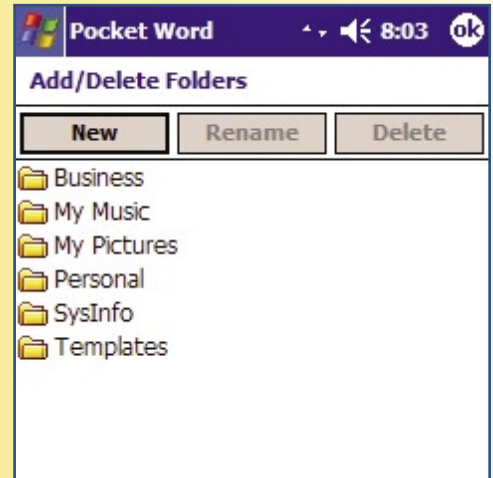 Pocket Word 8:03 ok
Add/Delete Folders
New Rename Delete
Business
My Music
My Pictures
Personal
SysInfo
Templates